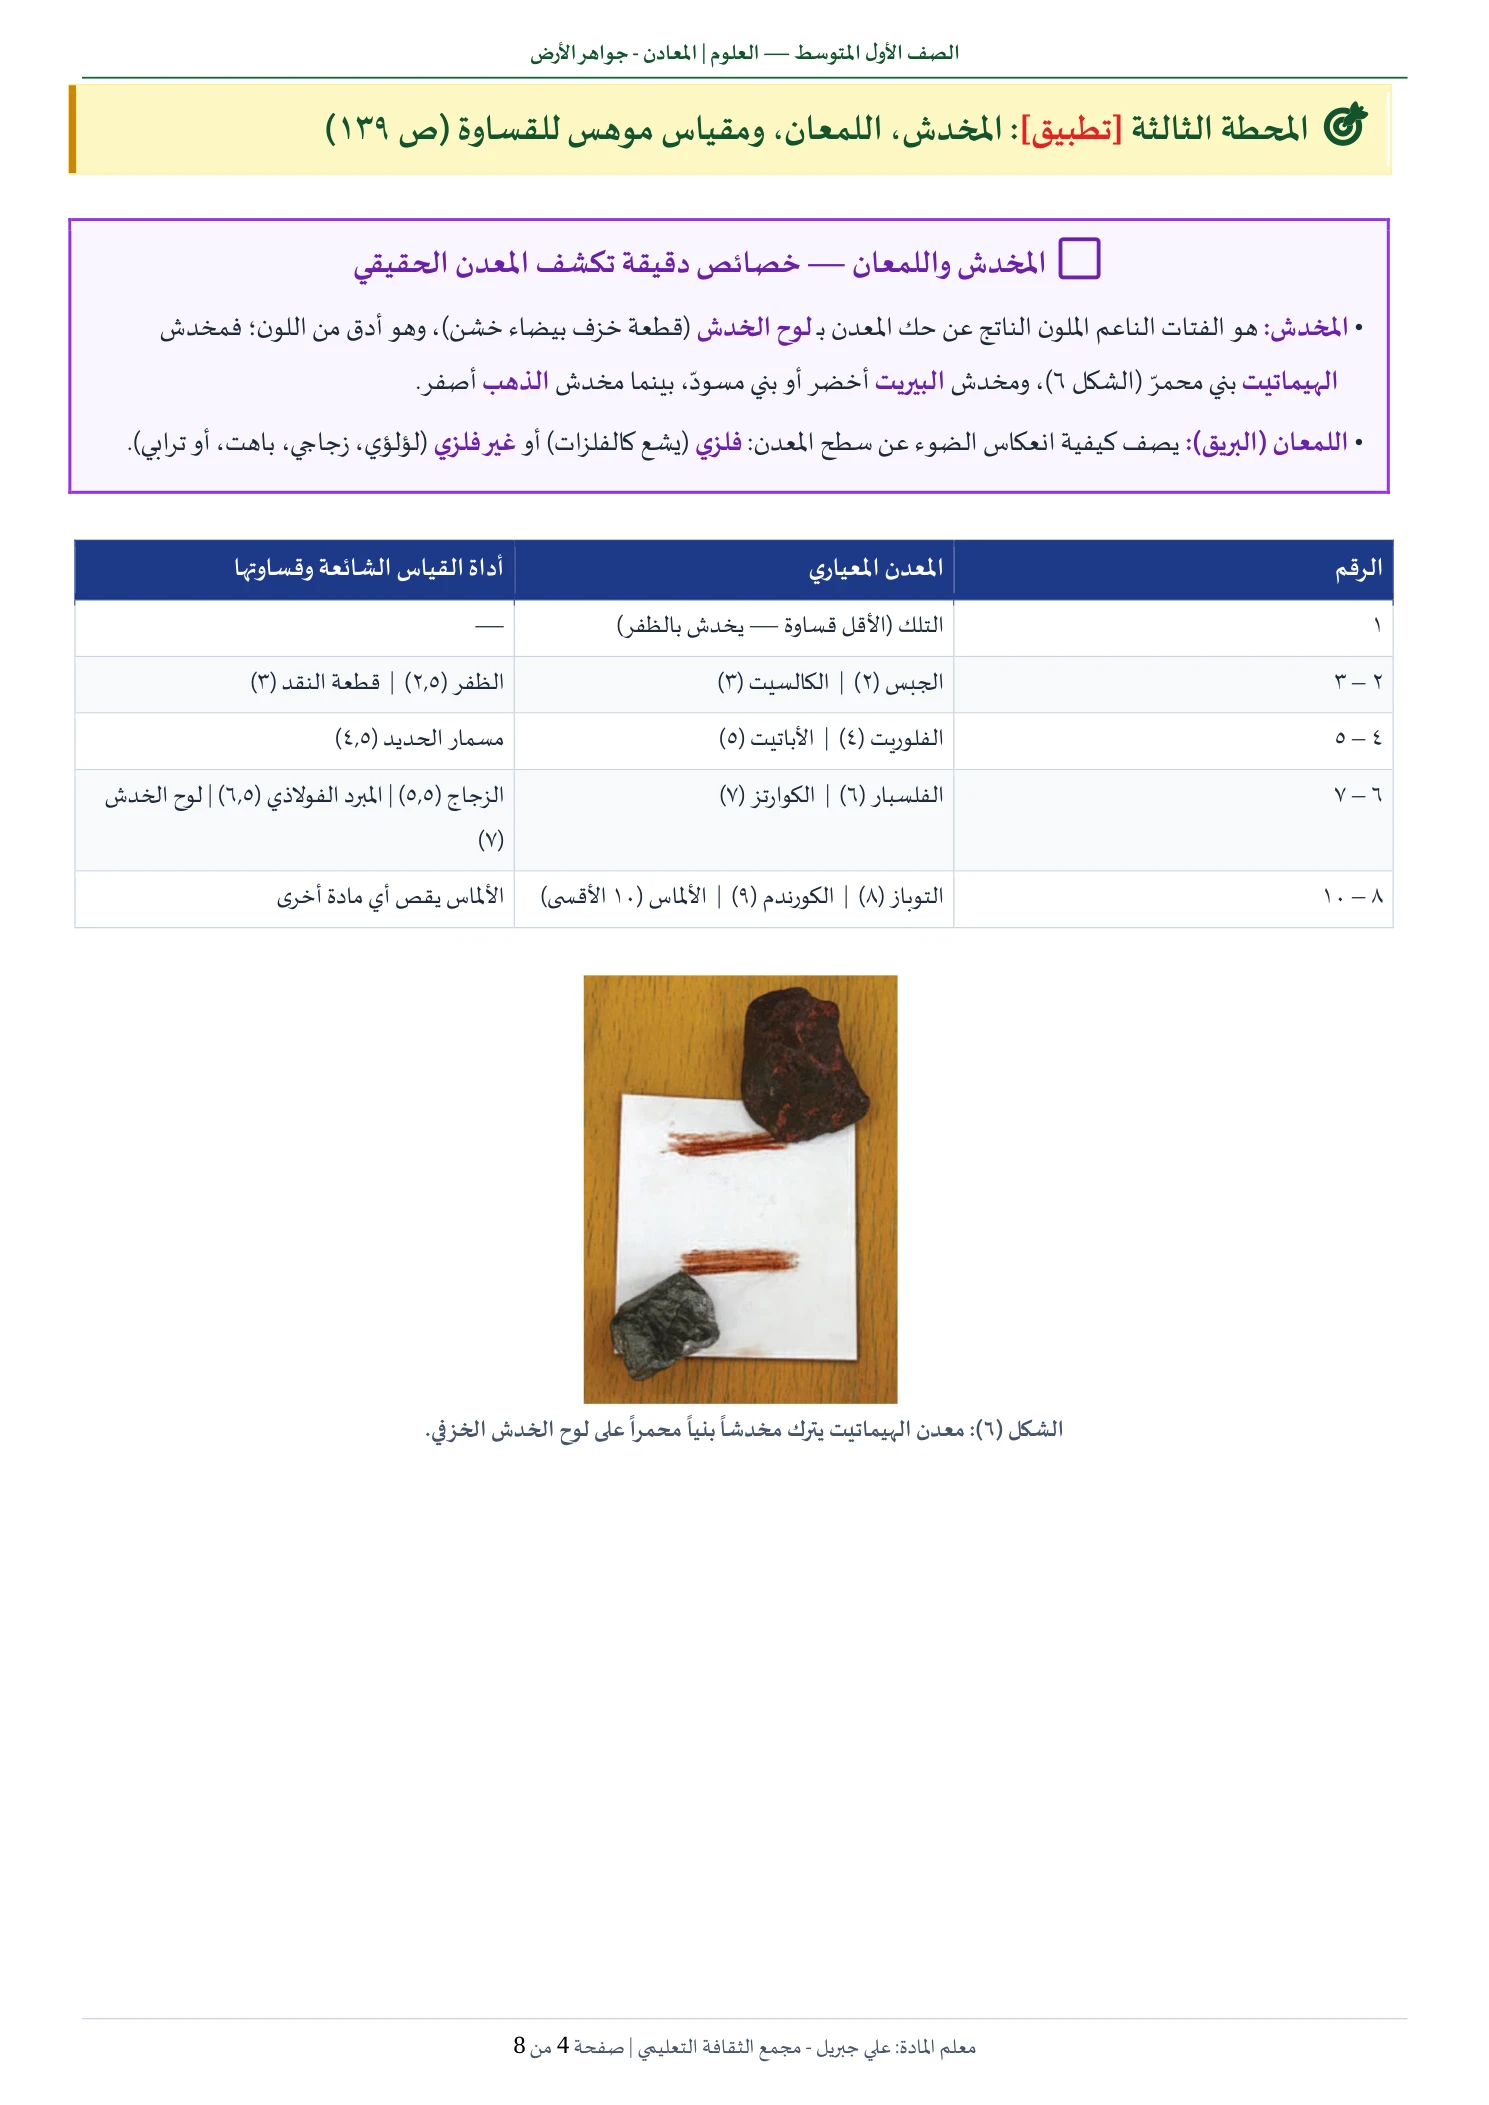 الصف الأول المتوسط — العلوم | المعادن - جواهر الأرض
المحطة الثالثة [تطبيق]: المخدش، اللمعان، ومقياس موهس للقساوة (ص ١٣٩)
المخدش واللمعان — خصائص دقيقة تكشف المعدن الحقيقي
• المخدش: هو الفتات الناعم الملون الناتج عن حك المعدن بـ لوح الخدش (قطعة خزف بيضاء خشن)، وهو أدق من اللون؛ فمخدش
الهيماتيت بني محمرّ (الشكل ٦)، ومخدش البيريت أخضر أو بني مسودّ، بينما مخدش الذهب أصفر.
• اللمعان (البريق): يصف كيفية انعكاس الضوء عن سطح المعدن: فلزي (يشع كالفلزات) أو غير فلزي (لؤلؤي، زجاجي، باهت، أو ترابي).
الرقم المعدن المعياري أداة القياس الشائعة وقساوتها
١ التلك (الأقل قساوة — يخدش بالظفر) —
٢ – ٣ الجبس (٢) | الكالسيت (٣) الظفر (٢,٥) | قطعة النقد (٣)
٤ – ٥ الفلوريت (٤) | الأباتيت (٥) مسمار الحديد (٤,٥)
٦ – ٧ الفلسبار (٦) | الكوارتز (٧) الزجاج (٥,٥) | المبرد الفولاذي (٦,٥) | لوح الخدش
(٧)
٨ – ١٠ التوباز (٨) | الكورندم (٩) | الألماس (١٠ الأقسى) الألماس يقص أي مادة أخرى
الشكل (٦): معدن الهيماتيت يترك مخدشاً بنياً محمراً على لوح الخدش الخزفي.
معلم المادة: علي جبريل - مجمع الثقافة التعليمي | صفحة 4 من 8